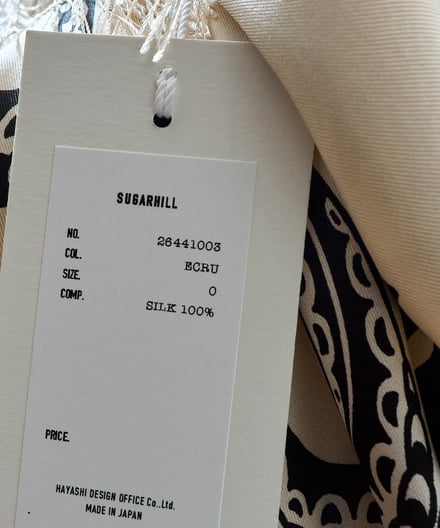 SUGARHILL
NO. 26441003
COL. ECRU
SIZE. 0
COMP. SILK 100%
PRICE.
HAYASHI DESIGN OFFICE Co.,Ltd.
MADE IN JAPAN